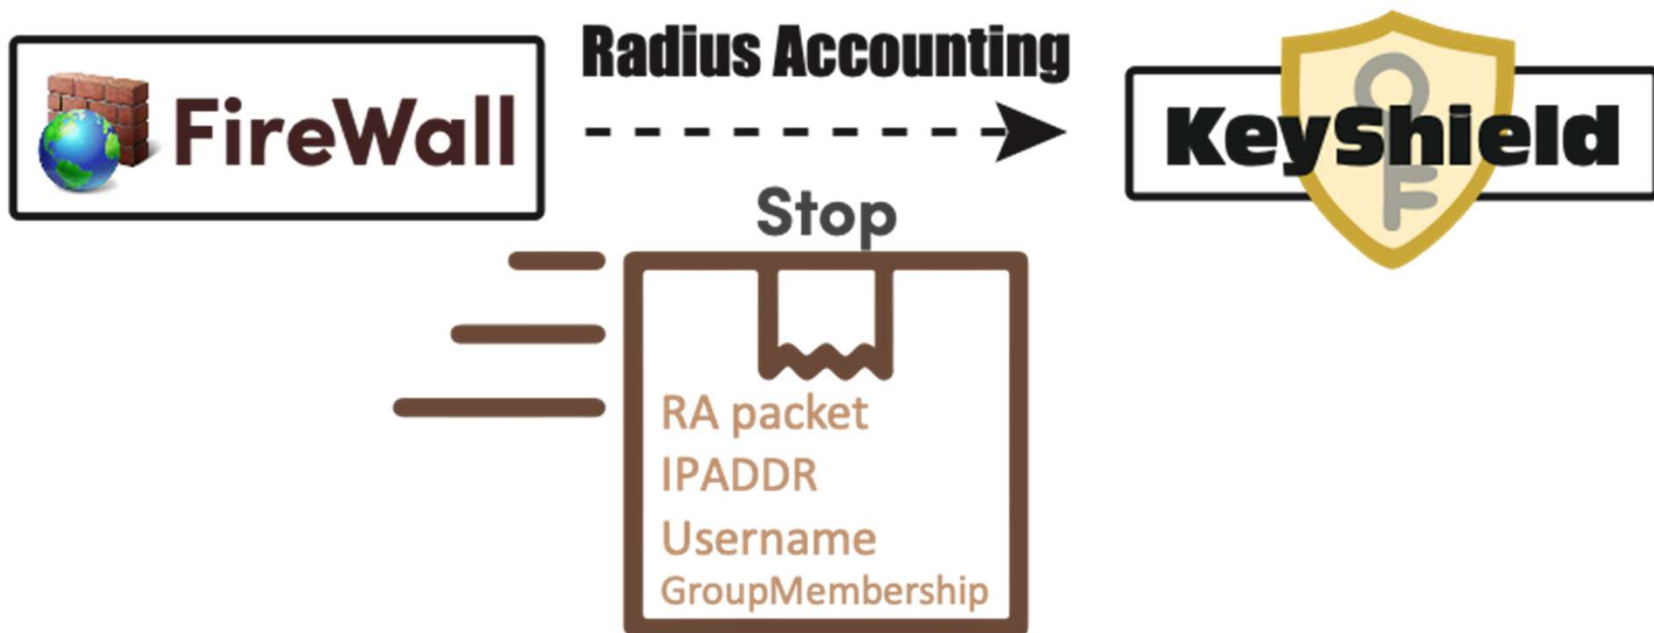 FireWall
Radius Accounting
KeyShield
Stop
RA packet
IPADDR
Username
GroupMembership